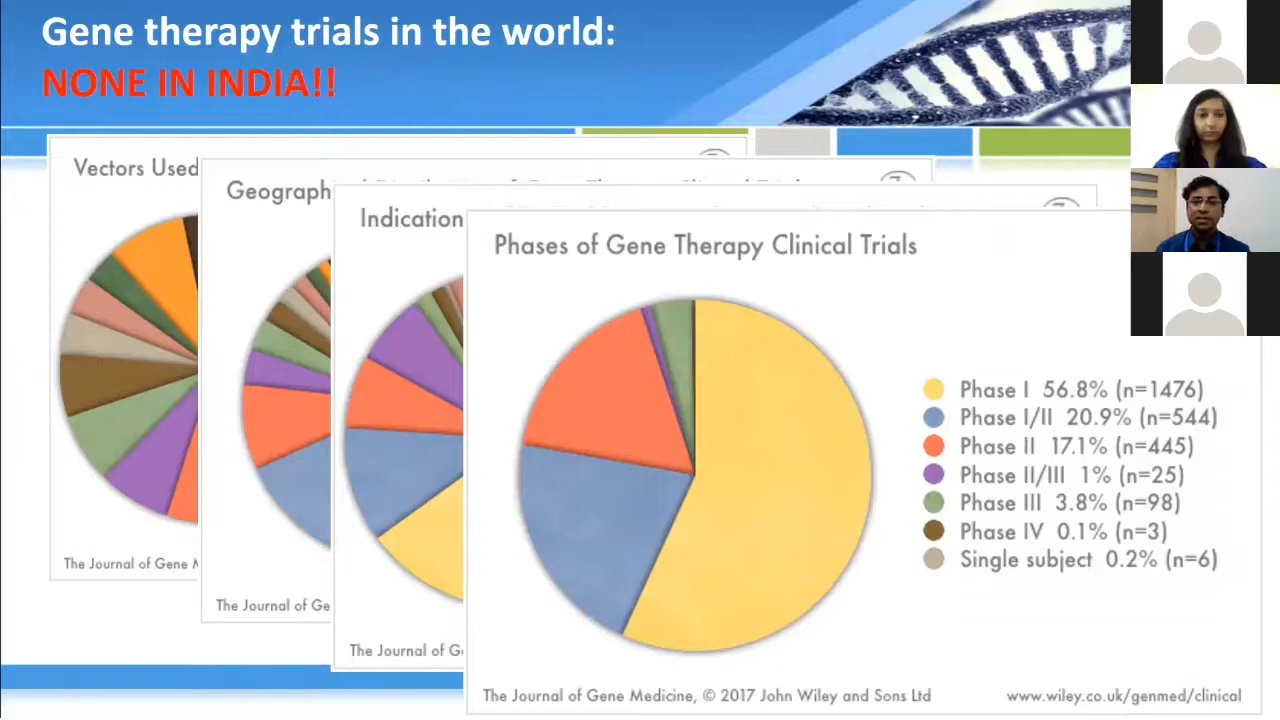 Gene therapy trials in the world:
NONE IN INDIA!!
Vectors Used
Geograph
Indication
Phases of Gene Therapy Clinical Trials
Phase I 56.8% (n=1476)
Phase I/II 20.9% (n=544)
Phase II 17.1% (n=445)
Phase II/III 1% (n=25)
Phase III 3.8% (n=98)
Phase IV 0.1% (n=3)
Single subject 0.2% (n=6)
The Journal of Gene M
The Journal of Ge
The Journal of G
The Journal of Gene Medicine, © 2017 John Wiley and Sons Ltd
www.wiley.co.uk/genmed/clinical